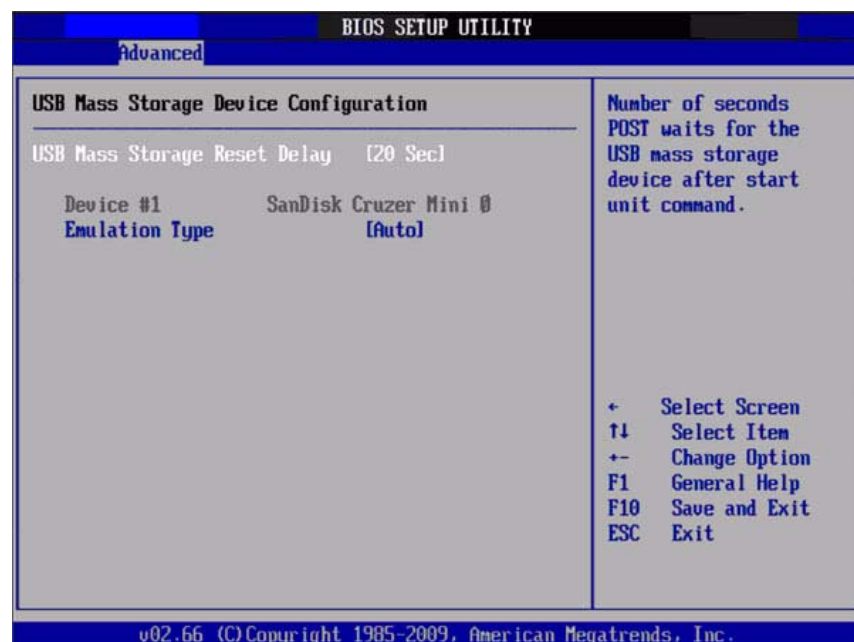 BIOS SETUP UTILITY
Advanced
USB Mass Storage Device Configuration
USB Mass Storage Reset Delay [20 Sec]
Device #1 SanDisk Cruzer Mini 0
Emulation Type [Auto]
Number of seconds
POST waits for the
USB mass storage
device after start
unit command.
← Select Screen
↑↓ Select Item
+- Change Option
F1 General Help
F10 Save and Exit
ESC Exit
v02.66 (C)Copyright 1985-2009, American Megatrends, Inc.